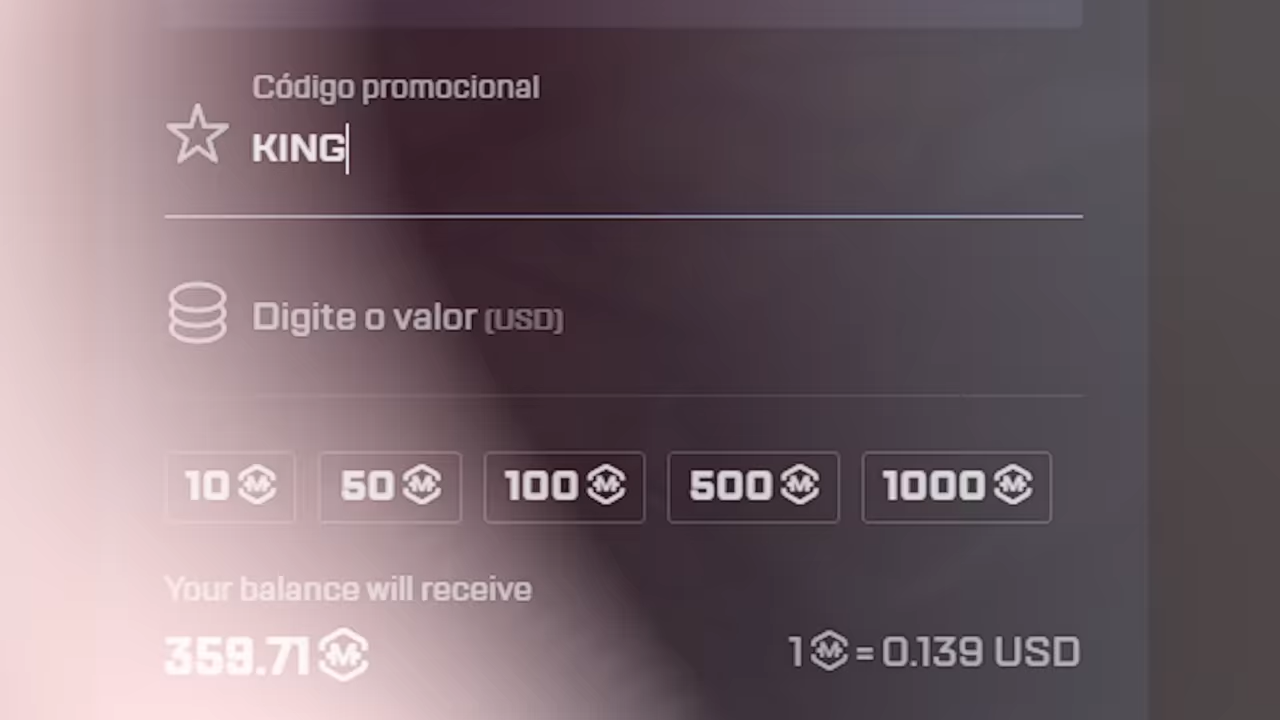 Código promocional
KING
Digite o valor (USD)
10 50 100 500 1000
Your balance will receive
359.71
1 = 0.139 USD